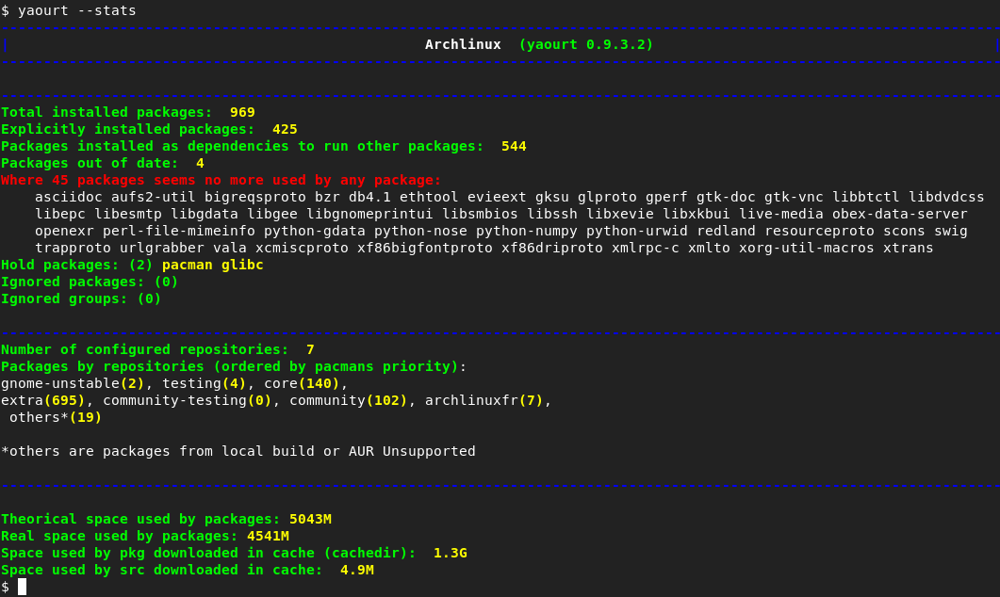 $ yaourt --stats
Archlinux (yaourt 0.9.3.2)
Total installed packages: 969
Explicitly installed packages: 425
Packages installed as dependencies to run other packages: 544
Packages out of date: 4
Where 45 packages seems no more used by any package:
asciidoc aufs2-util bigreqsproto bzr db4.1 ethtool evieext gksu glproto gperf gtk-doc gtk-vnc libbtctl libdvdcss
libepc libesmtp libgdata libgee libgnomeprintui libsmbios libssh libxevie libxkbui live-media obex-data-server
openexr perl-file-mimeinfo python-gdata python-nose python-numpy python-urwid redland resourceproto scons swig
trapproto urlgrabber vala xcmiscproto xf86bigfontproto xf86driproto xmlrpc-c xmlto xorg-util-macros xtrans
Hold packages: (2) pacman glibc
Ignored packages: (0)
Ignored groups: (0)
Number of configured repositories: 7
Packages by repositories (ordered by pacmans priority):
gnome-unstable(2), testing(4), core(140),
extra(695), community-testing(0), community(102), archlinuxfr(7),
others*(19)
*others are packages from local build or AUR Unsupported
Theorical space used by packages: 5043M
Real space used by packages: 4541M
Space used by pkg downloaded in cache (cachedir): 1.3G
Space used by src downloaded in cache: 4.9M
$